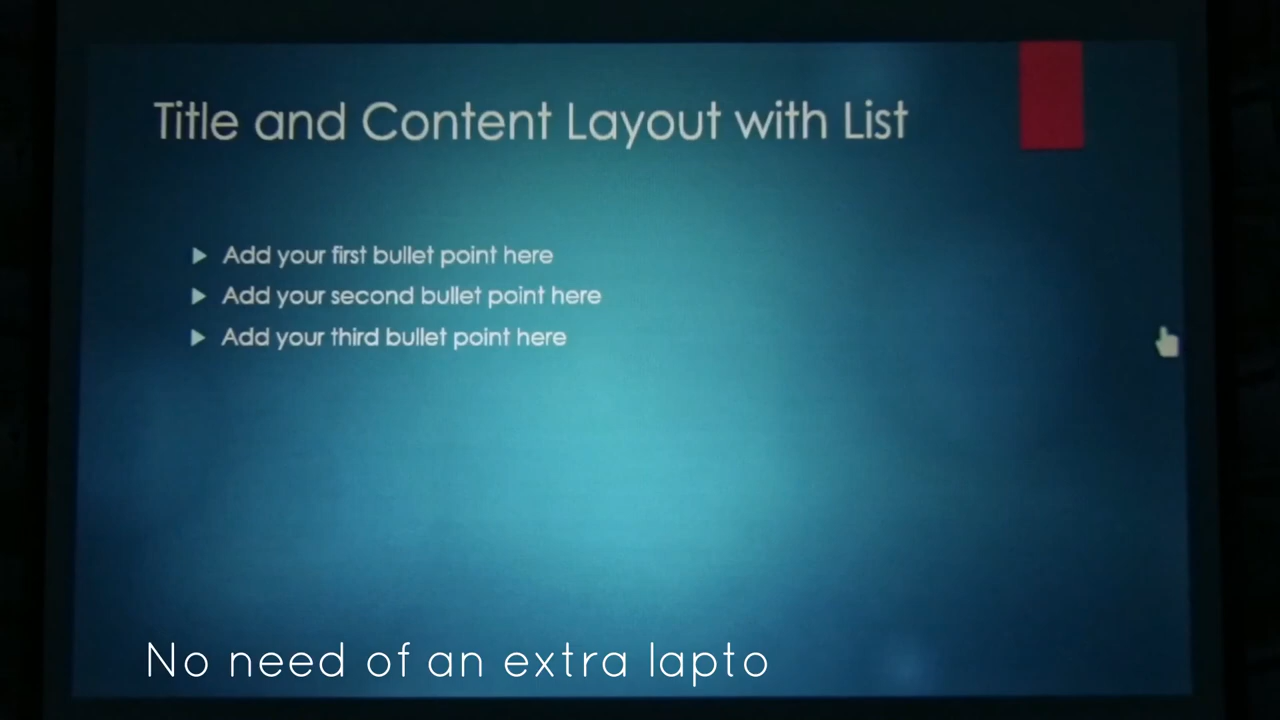 Title and Content Layout with List
Add your first bullet point here
Add your second bullet point here
Add your third bullet point here
No need of an extra lapto